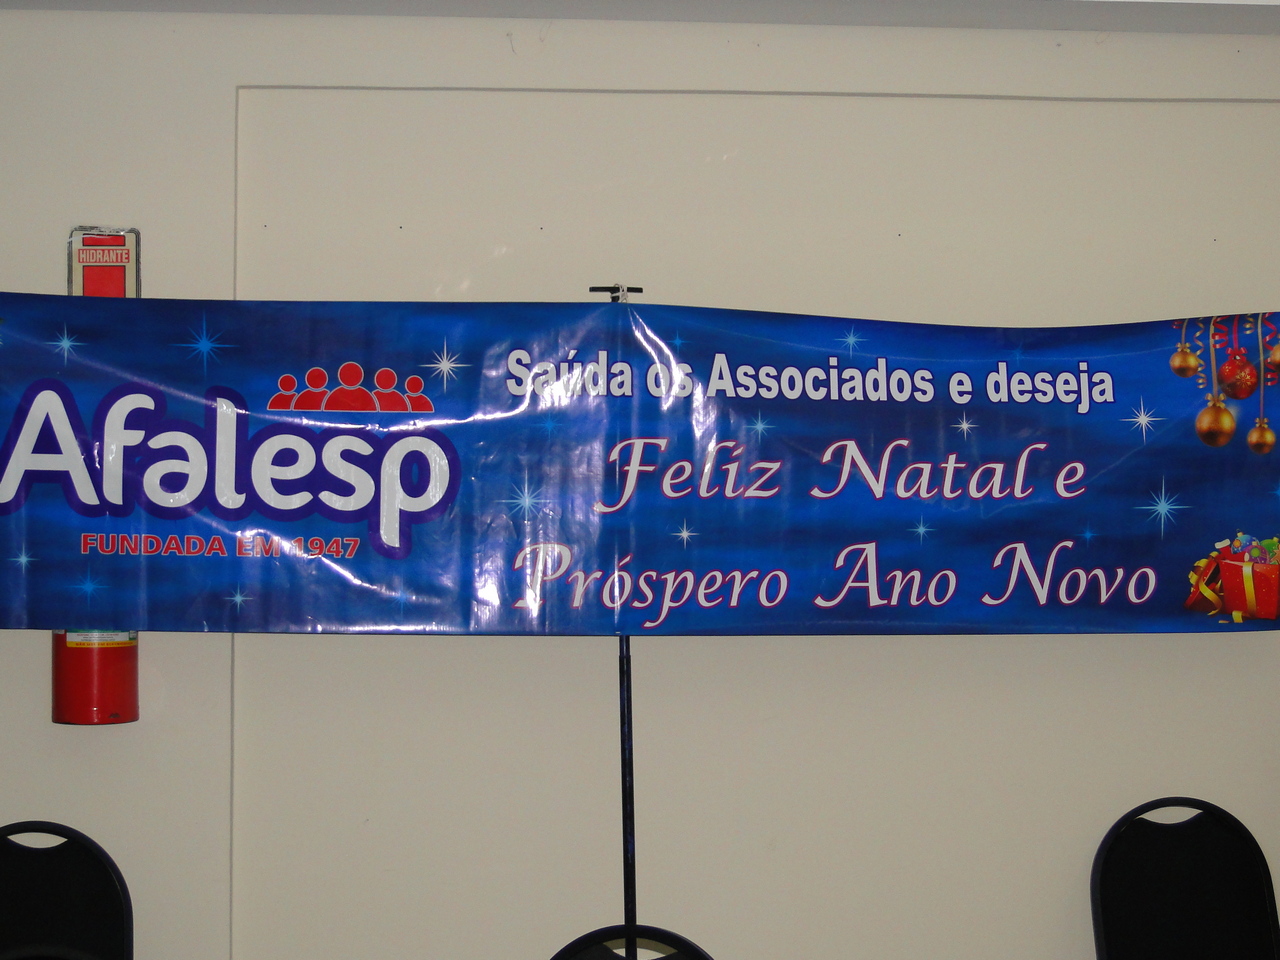 HIDRANTE
Afalesp
FUNDADA EM 1947
Saúda os Associados e deseja
Feliz Natal e
Próspero Ano Novo